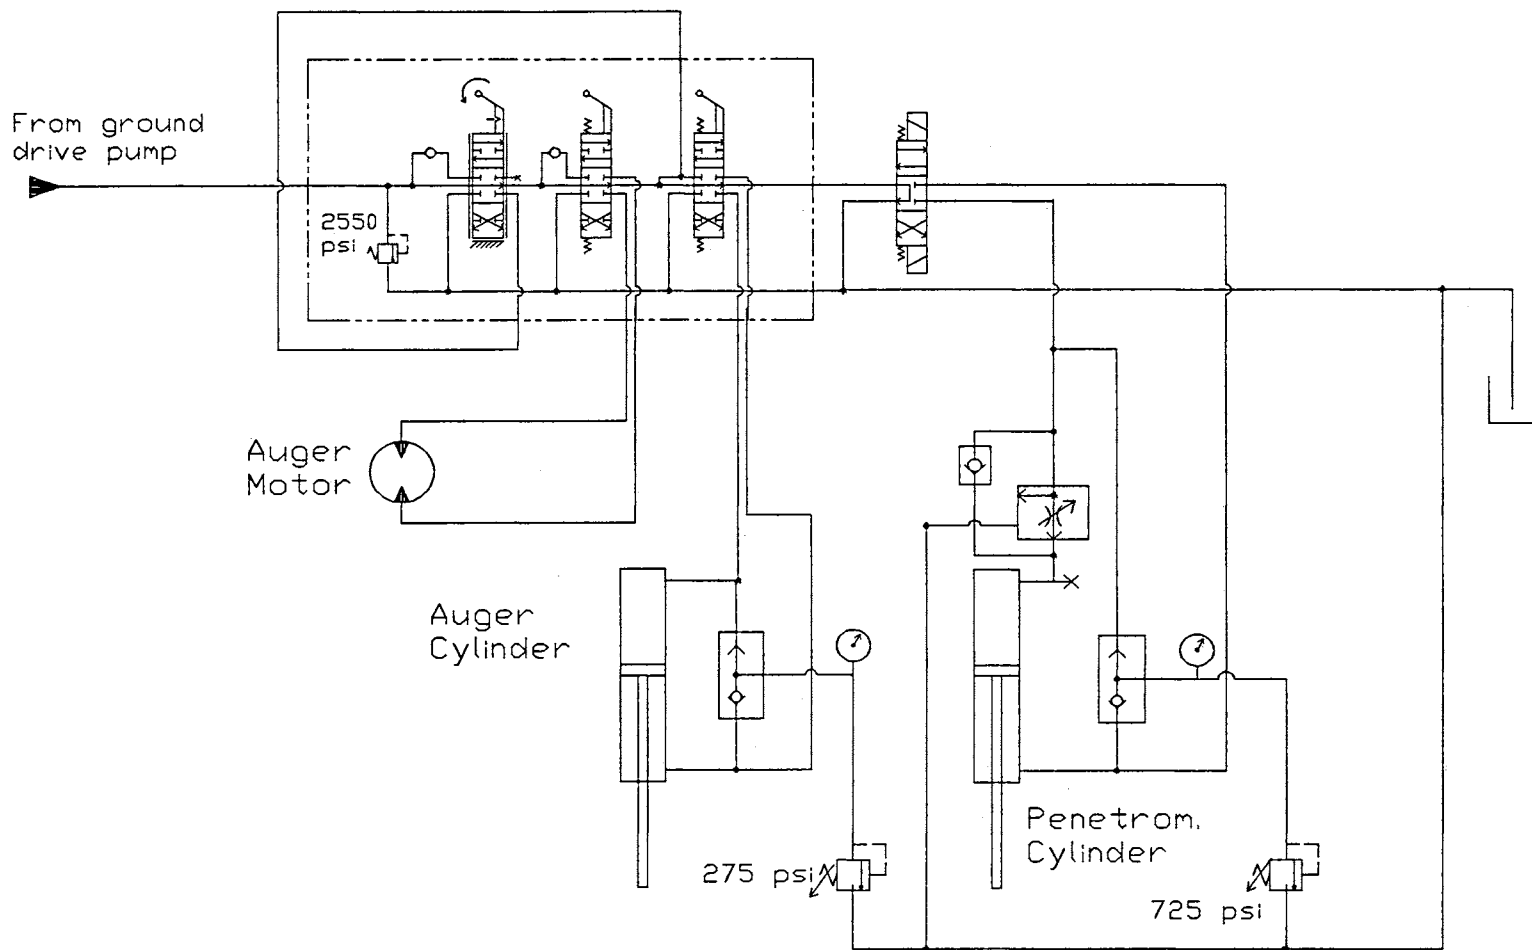 From ground
drive pump
2550
psi
Auger
Motor
Auger
Cylinder
Penetrom.
Cylinder
275 psi
725 psi